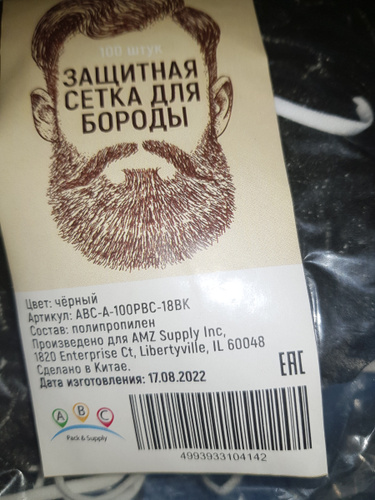 100 штук
ЗАЩИТНАЯ
СЕТКА ДЛЯ
БОРОДЫ
Цвет: чёрный
Артикул: ABC-A-100PBC-18BK
Состав: полипропилен
Произведено для AMZ Supply Inc,
1820 Enterprise Ct, Libertyville, IL 60048
Сделано в Китае.
Дата изготовления: 17.08.2022
EAC
A B C
Pack & Supply
4993933104142